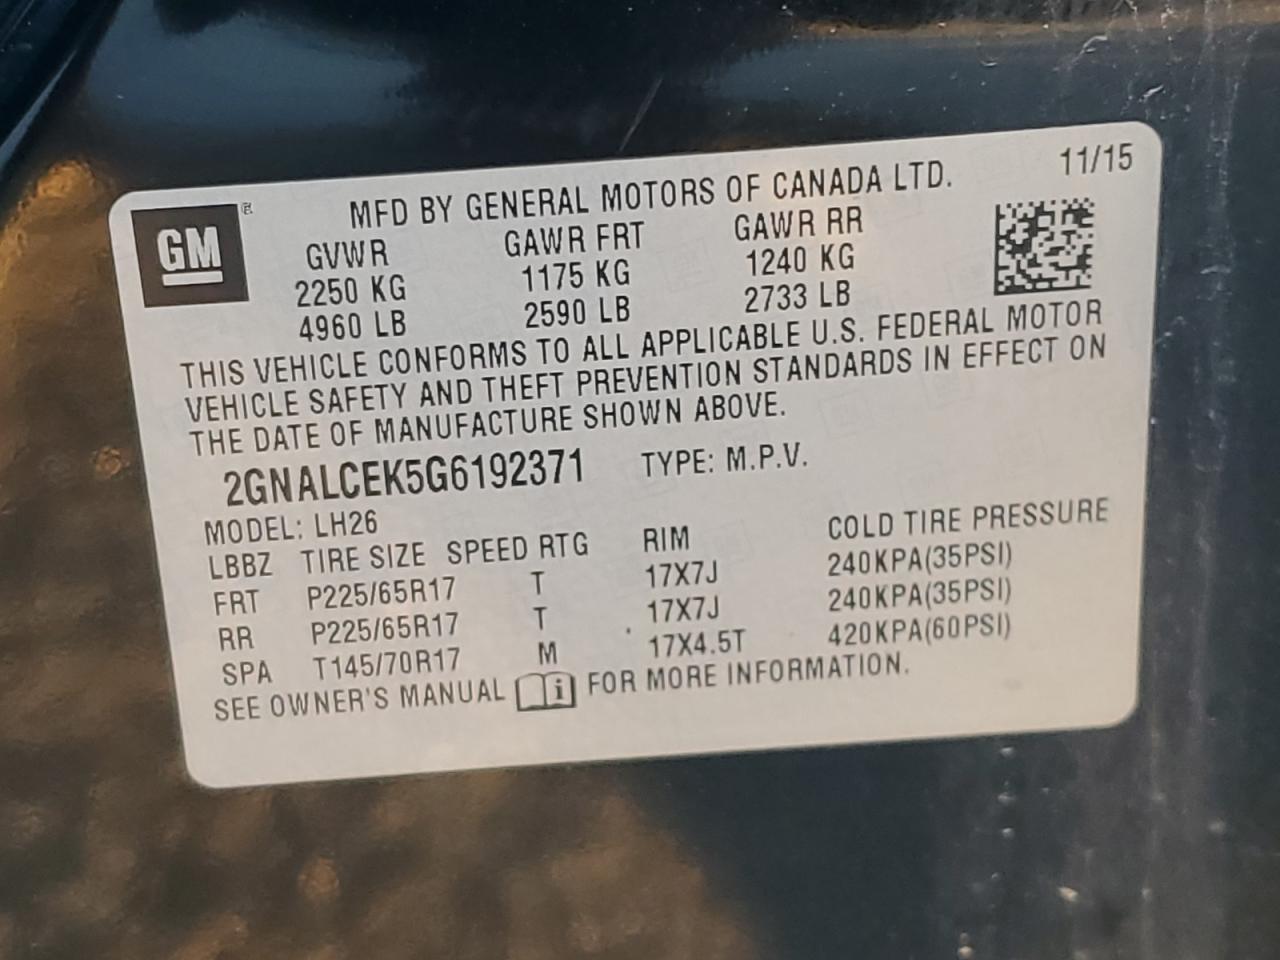 GM
MFD BY GENERAL MOTORS OF CANADA LTD. 11/15
GVWR GAWR FRT GAWR RR
2250 KG 1175 KG 1240 KG
4960 LB 2590 LB 2733 LB
THIS VEHICLE CONFORMS TO ALL APPLICABLE U.S. FEDERAL MOTOR
VEHICLE SAFETY AND THEFT PREVENTION STANDARDS IN EFFECT ON
THE DATE OF MANUFACTURE SHOWN ABOVE.
2GNALCEK5G6192371 TYPE: M.P.V.
MODEL: LH26
LBBZ TIRE SIZE SPEED RTG RIM COLD TIRE PRESSURE
FRT P225/65R17 T 17X7J 240KPA(35PSI)
RR P225/65R17 T 17X7J 240KPA(35PSI)
SPA T145/70R17 M 17X4.5T 420KPA(60PSI)
SEE OWNER'S MANUAL i FOR MORE INFORMATION.